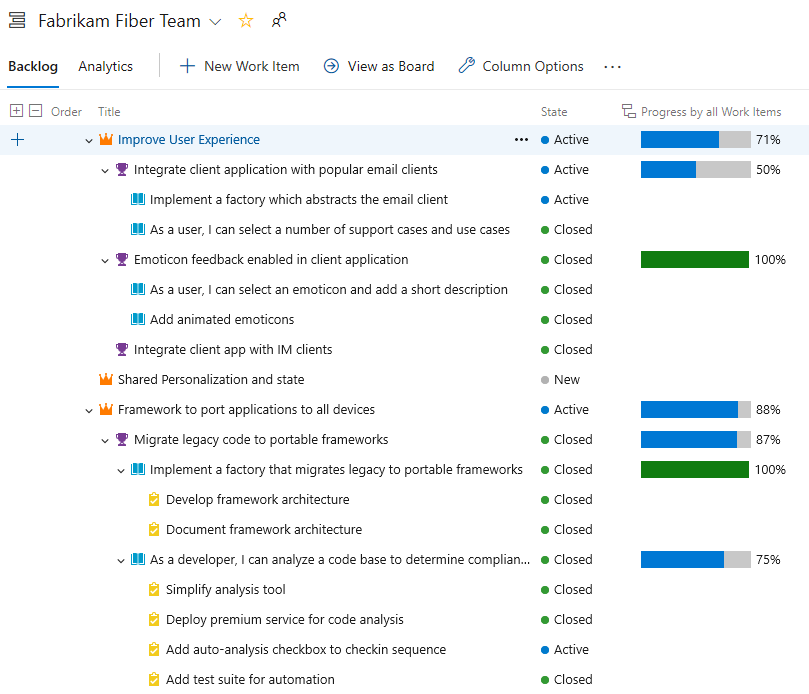 Fabrikam Fiber Team
Backlog Analytics New Work Item View as Board Column Options ...
Order Title State Progress by all Work Items
Improve User Experience ... Active 71%
Integrate client application with popular email clients Active 50%
Implement a factory which abstracts the email client Active
As a user, I can select a number of support cases and use cases Closed
Emoticon feedback enabled in client application Closed 100%
As a user, I can select an emoticon and add a short description Closed
Add animated emoticons Closed
Integrate client app with IM clients Closed
Shared Personalization and state New
Framework to port applications to all devices Active 88%
Migrate legacy code to portable frameworks Closed 87%
Implement a factory that migrates legacy to portable frameworks Closed 100%
Develop framework architecture Closed
Document framework architecture Closed
As a developer, I can analyze a code base to determine complian... Closed 75%
Simplify analysis tool Closed
Deploy premium service for code analysis Closed
Add auto-analysis checkbox to checkin sequence Active
Add test suite for automation Closed